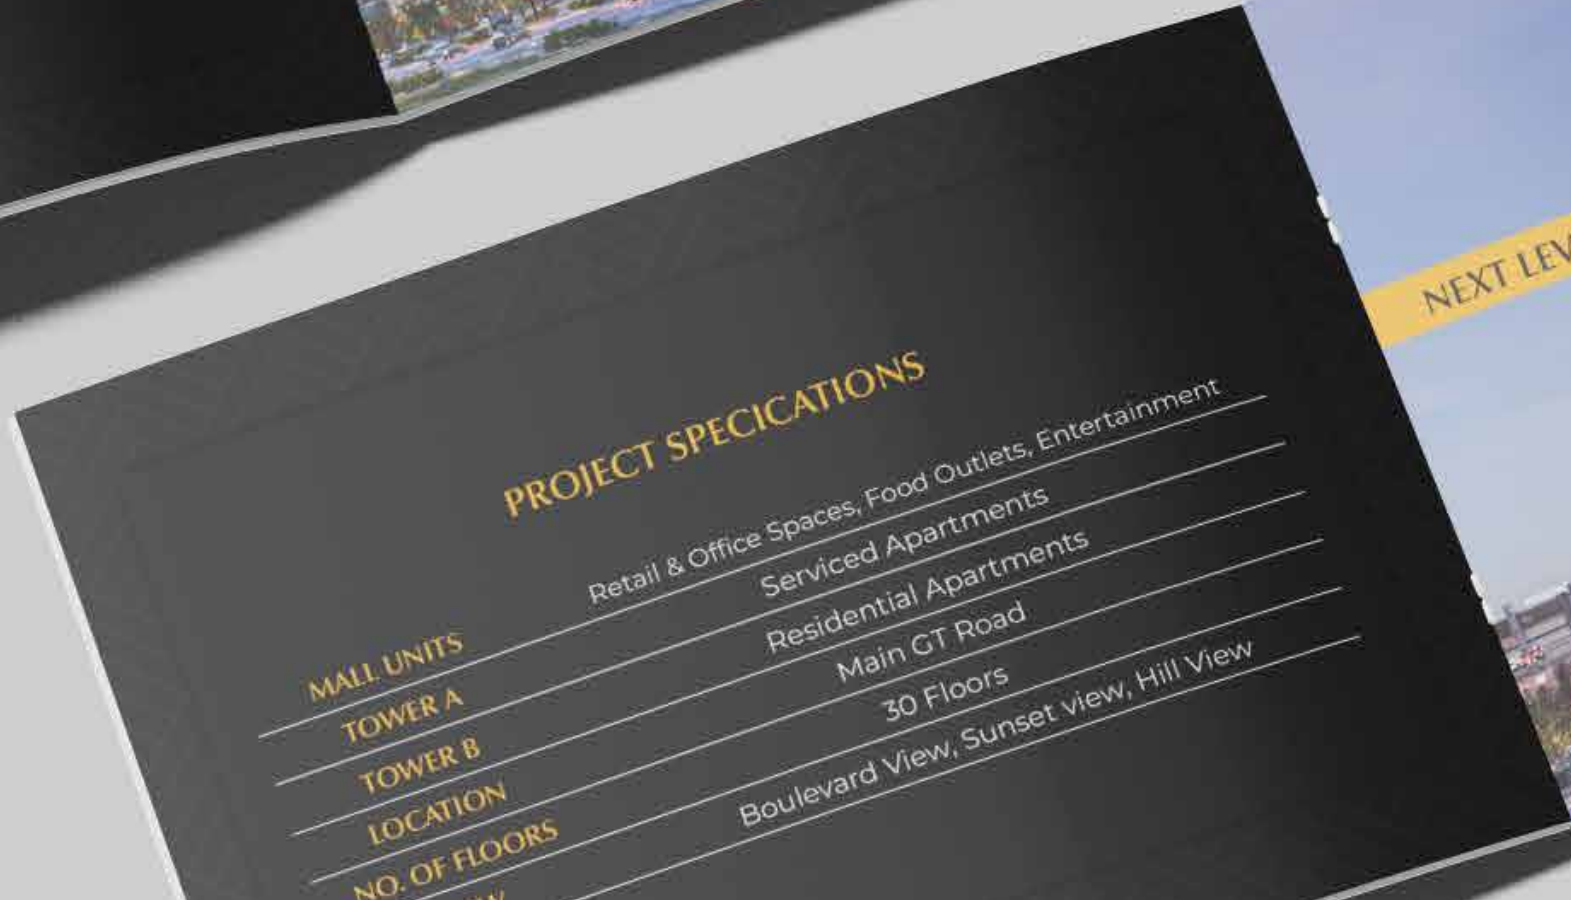 PROJECT SPECICATIONS
MALL UNITS Retail & Office Spaces, Food Outlets, Entertainment
TOWER A Serviced Apartments
TOWER B Residential Apartments
LOCATION Main GT Road
NO. OF FLOORS 30 Floors
Boulevard View, Sunset view, Hill View
NEXT